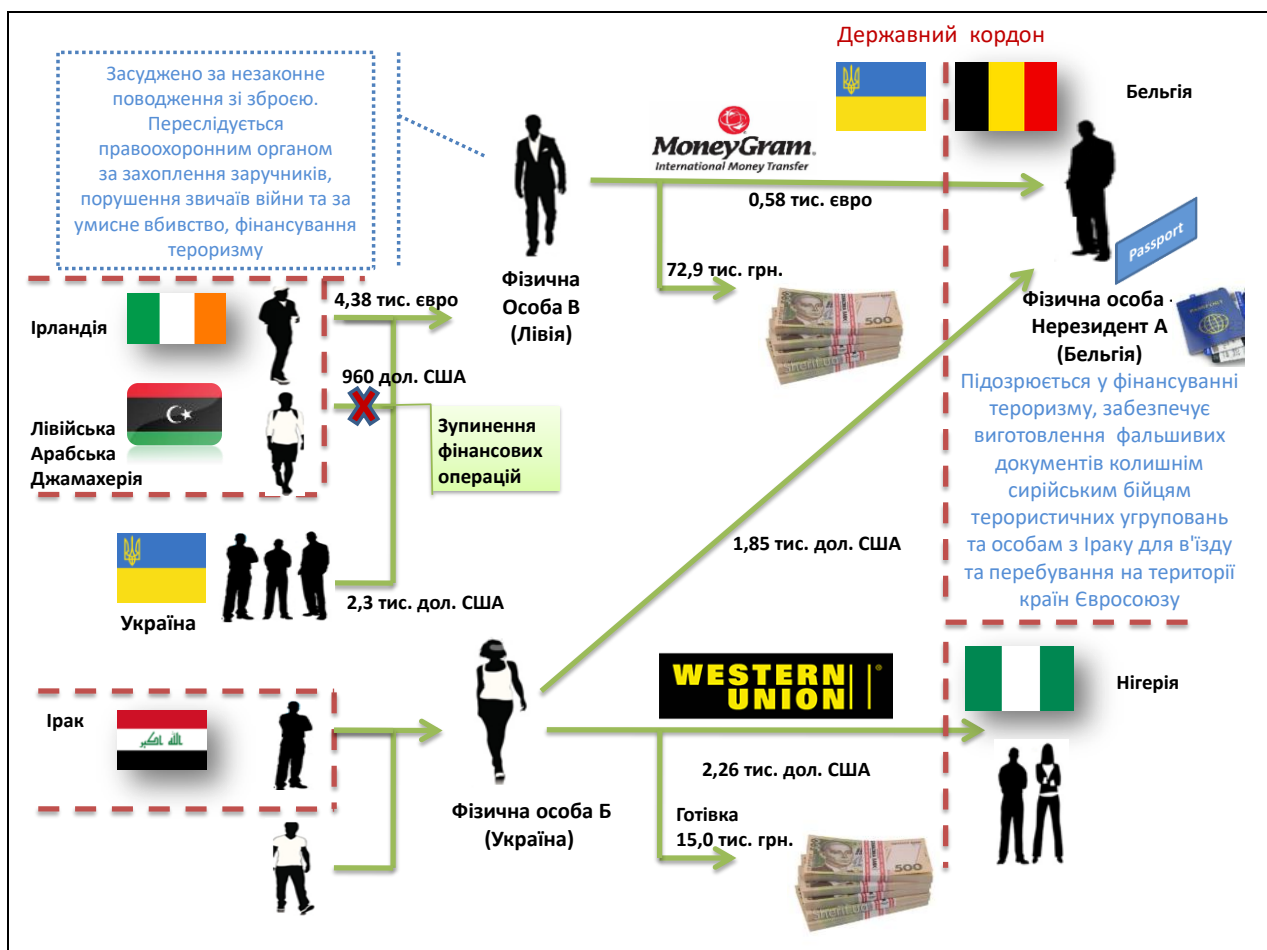 Державний кордон
Засуджено за незаконне
поводження зі зброєю.
Переслідується
правоохоронним органом
за захоплення заручників,
порушення звичаїв війни та за
умисне вбивство, фінансування
тероризму
MoneyGram
International Money Transfer
Бельгія
0,58 тис. євро
Passport
72,9 тис. грн.
500
Фізична
Особа В
(Лівія)
4,38 тис. євро
Ірландія
960 дол. США
Лівійська
Арабська
Джамахерія
Зупинення
фінансових
операцій
Фізична особа -
Нерезидент А
(Бельгія)
PASSPORT
Підозрюється у фінансуванні
тероризму, забезпечує
виготовлення фальшивих
документів колишнім
сирійським бійцям
терористичних угруповань
та особам з Іраку для в'їзду
та перебування на території
країн Євросоюзу
1,85 тис. дол. США
Україна
2,3 тис. дол. США
WESTERN
UNION
Нігерія
Ірак
الله اكبر
2,26 тис. дол. США
Фізична особа Б
(Україна)
Готівка
15,0 тис. грн.
500